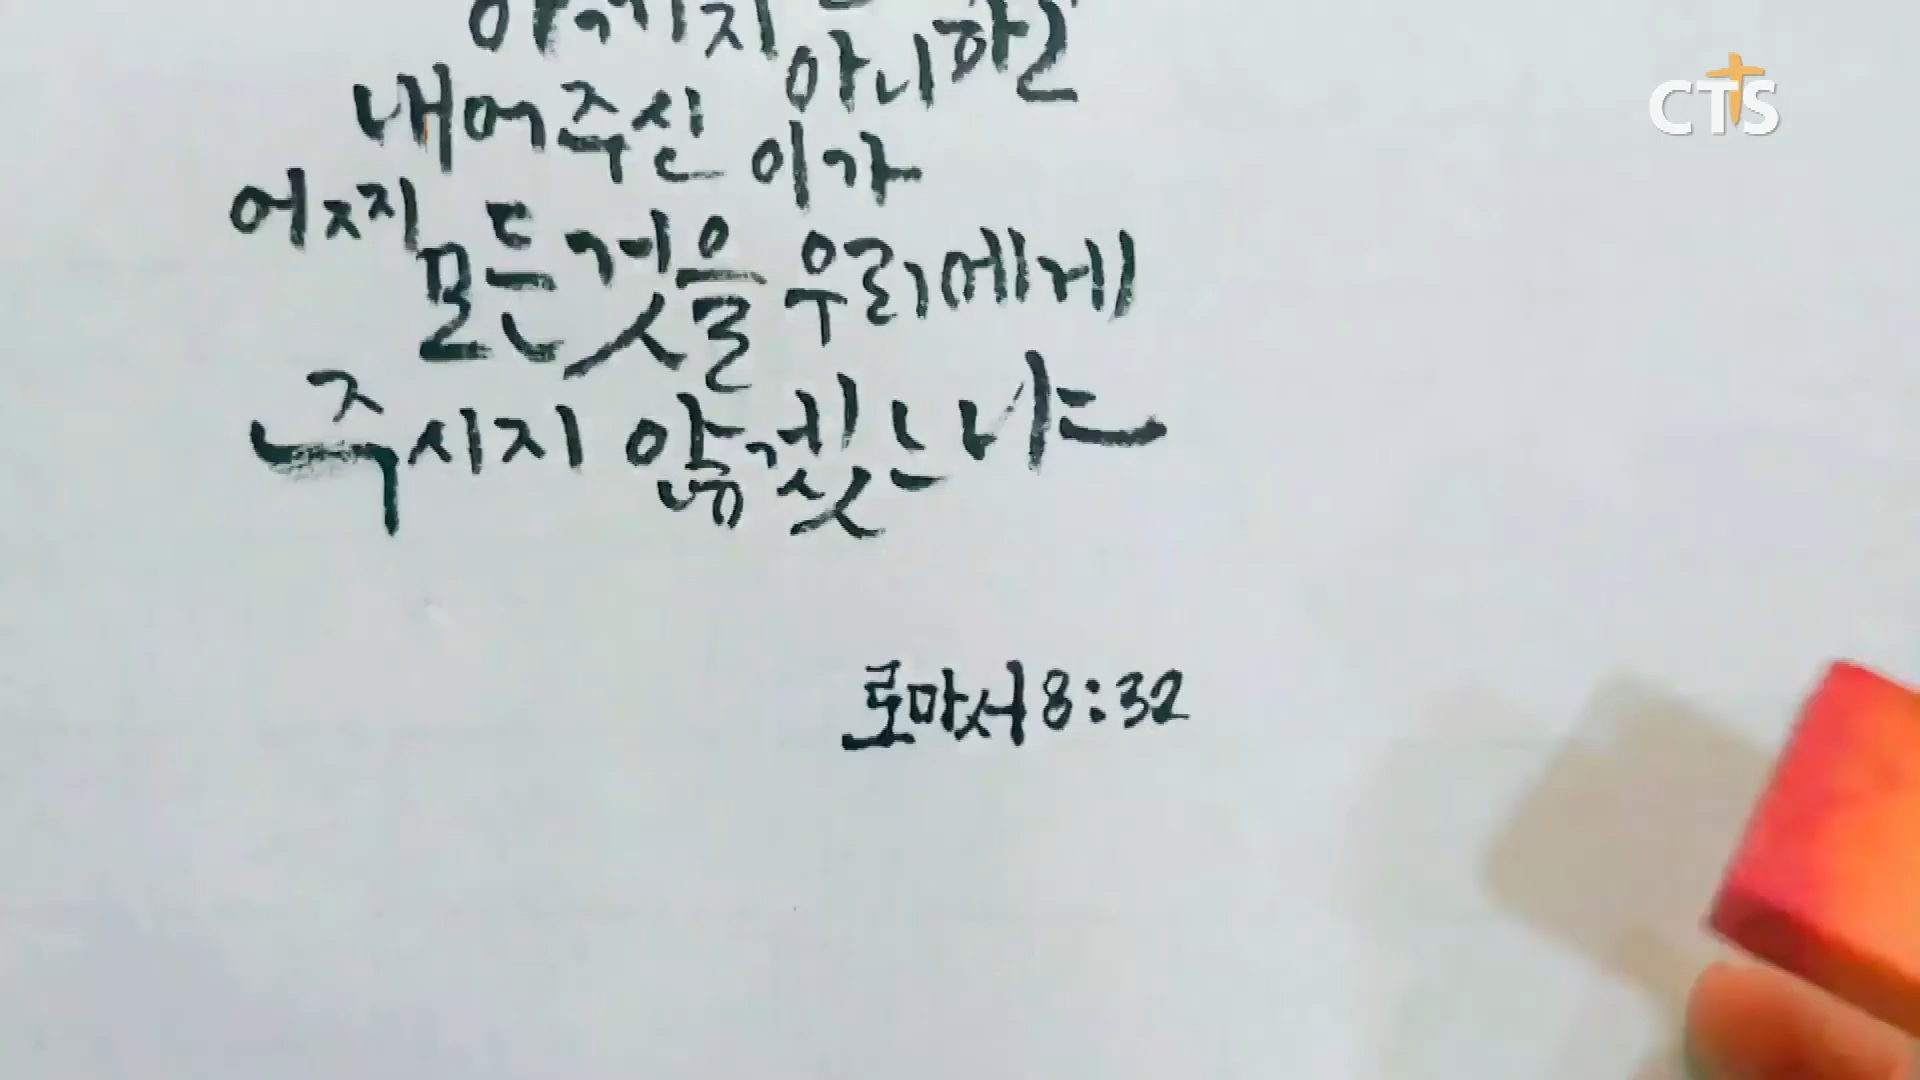 아끼지
아니하고
내어주신 이가
어찌 모든 것을 우리에게
주시지 않겠느냐
로마서 8:32
CTS